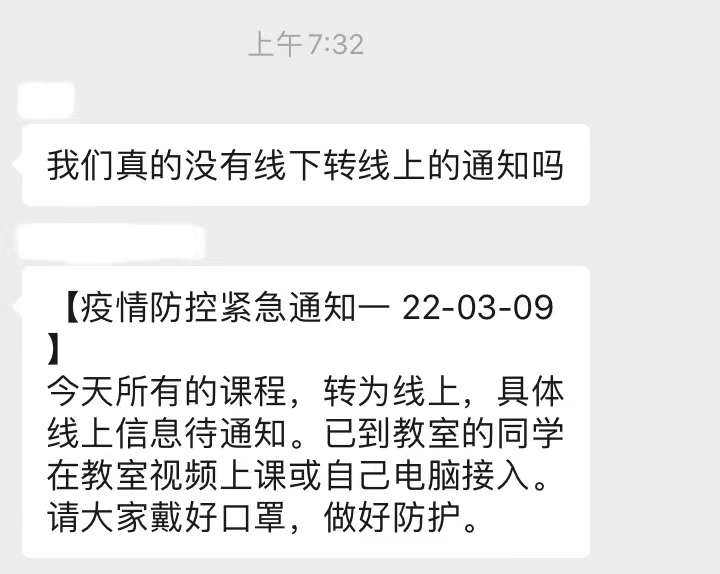 上午7:32
我们真的没有线下转线上的通知吗
【疫情防控紧急通知一 22-03-09
】
今天所有的课程，转为线上，具体
线上信息待通知。已到教室的同学
在教室视频上课或自己电脑接入。
请大家戴好口罩，做好防护。